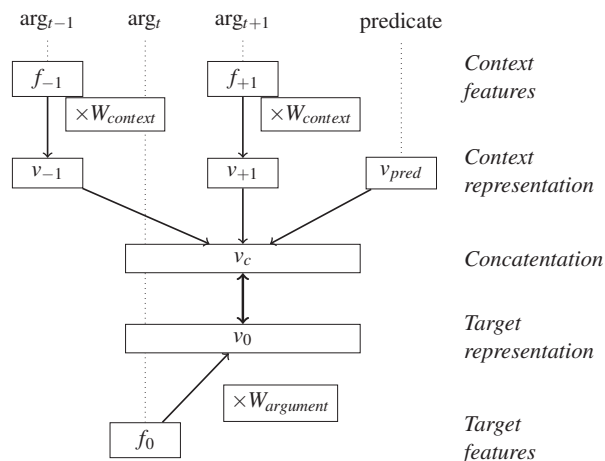 arg_{t−1} arg_t arg_{t+1} predicate
f_{−1} f_{+1} Context
features
×W_{context} ×W_{context}
v_{−1} v_{+1} v_{pred} Context
representation
v_c Concatentation
v_0 Target
representation
×W_{argument}
f_0 Target
features